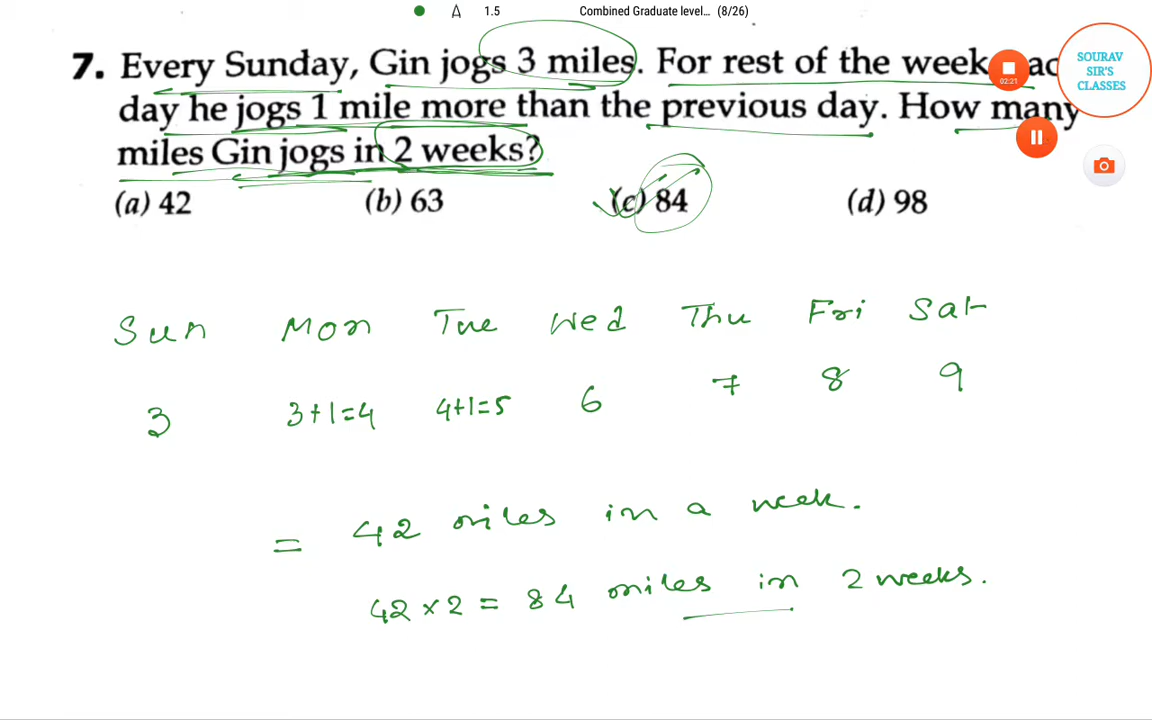 1.5 Combined Graduate level... (8/26)
7. Every Sunday, Gin jogs 3 miles. For rest of the week
SOURAV SIR'S CLASSES
02:21
day he jogs 1 mile more than the previous day. How many
miles Gin jogs in 2 weeks?
(a) 42 (b) 63 (c) 84 (d) 98
Sun Mon Tue Wed Thu Fri Sat
3 3+1=4 4+1=5 6 7 8 9
= 42 miles in a week.
42 × 2 = 84 miles in 2 weeks.